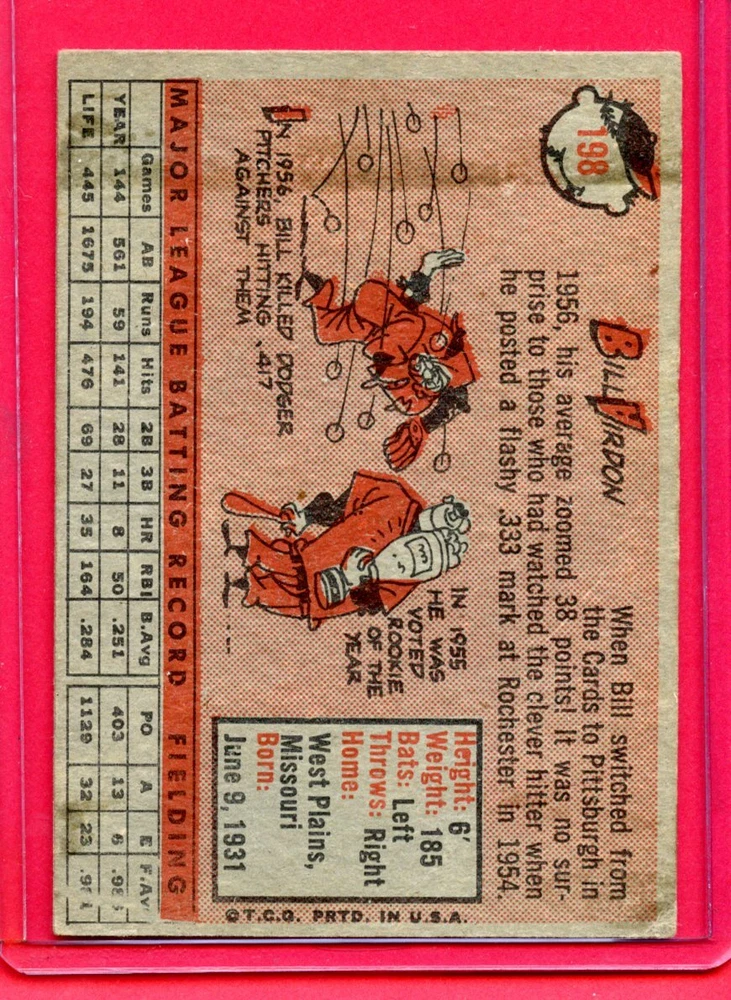 198
BILL VIRDON
When Bill switched from
the Cards to Pittsburgh in
1956, his average zoomed 38 points! It was no sur-
prise to those who had watched the clever hitter when
he posted a flashy .333 mark at Rochester in 1954.
IN 1956, BILL KILLED DODGER
PITCHERS HITTING .417
AGAINST THEM
IN 1955
HE WAS
VOTED
ROOKIE
OF THE
YEAR
Height: 6'
Weight: 185
Bats: Left
Throws: Right
Home:
West Plains,
Missouri
Born:
June 9, 1931
©T.C.G. PRTD. IN U.S.A.
MAJOR LEAGUE BATTING RECORD FIELDING
Games AB Runs Hits 2B 3B HR RBI B.Avg PO A E F.Av
YEAR 144 561 59 141 28 11 8 50 .251 403 13 6
LIFE 445 1675 194 476 69 27 35 164 .284 1129 32 23